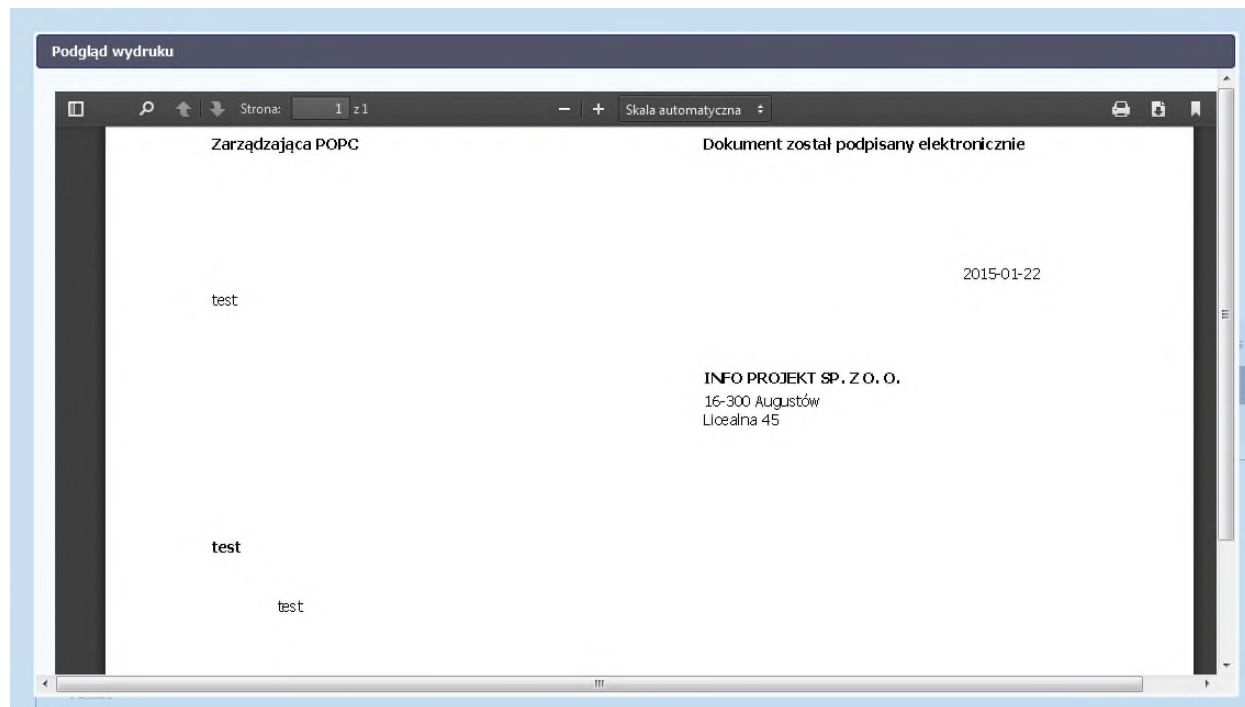 Podgląd wydruku
Strona: 1 z 1
Skala automatyczna
Zarządzająca POPC
Dokument został podpisany elektronicznie
2015-01-22
test
INFO PROJEKT SP. Z O. O.
16-300 Augustów
Licealna 45
test
test